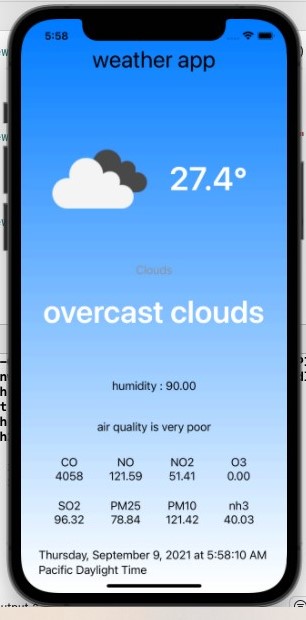 5:58
weather app
27.4°
Clouds
overcast clouds
humidity : 90.00
air quality is very poor
CO NO NO2 O3
4058 121.59 51.41 0.00
SO2 PM25 PM10 nh3
96.32 78.84 121.42 40.03
Thursday, September 9, 2021 at 5:58:10 AM
Pacific Daylight Time